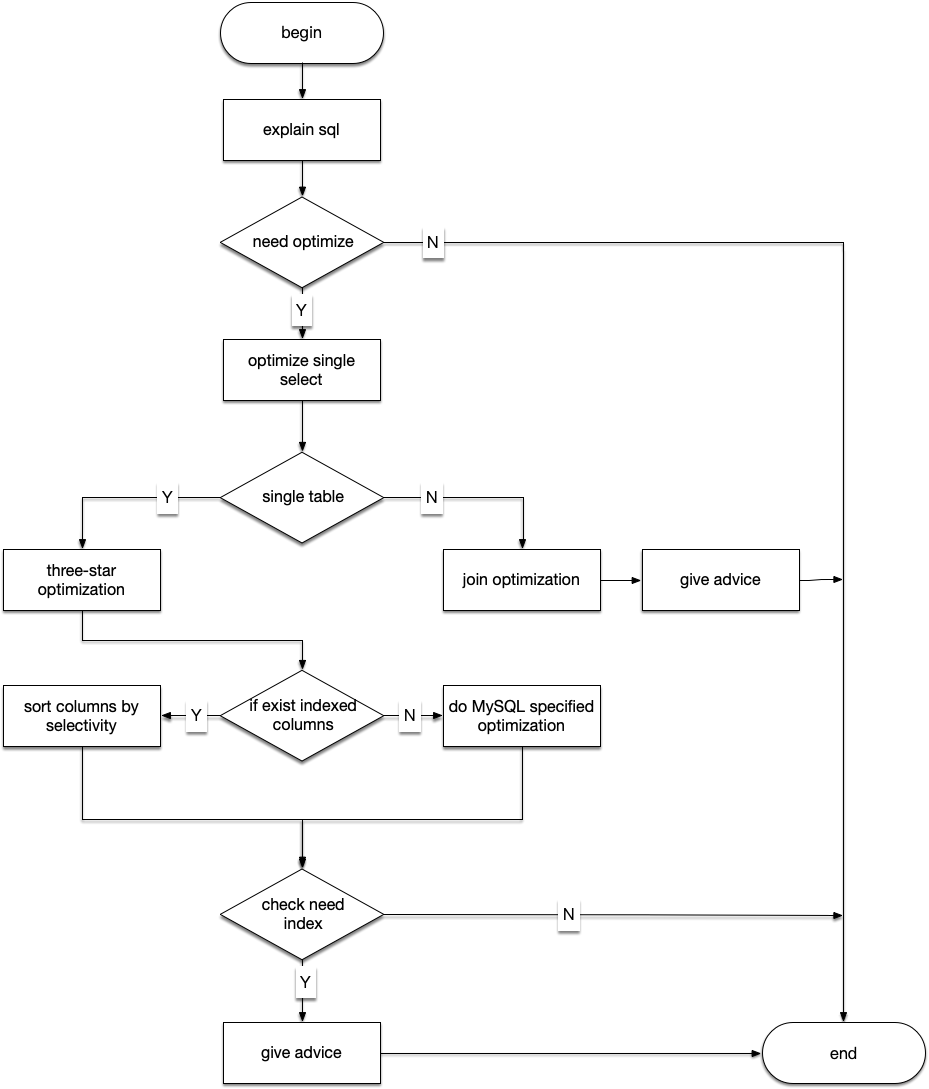 begin
explain sql
need optimize
N
Y
optimize single
select
single table
Y
N
three-star
optimization
join optimization
give advice
sort columns by
selectivity
Y
if exist indexed
columns
N
do MySQL specified
optimization
check need
index
N
Y
give advice
end